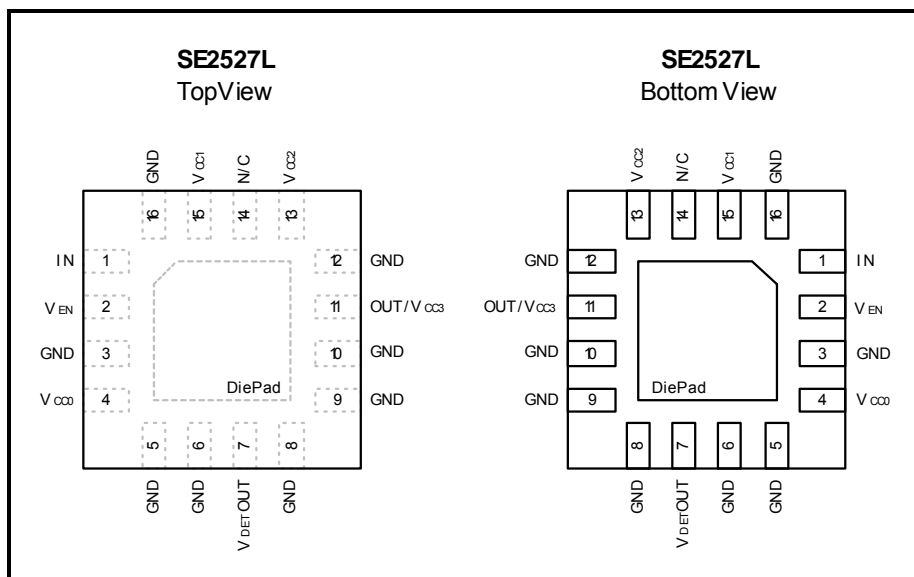 SE2527L
TopView
GND VCC1 N/C VCC2
16 15 14 13
IN 1 12 GND
VEN 2 11 OUT/VCC3
GND 3 10 GND
VCC0 4 9 GND
DiePad
5 6 7 8
GND GND VDETOUT GND
SE2527L
Bottom View
VCC2 N/C VCC1 GND
13 14 15 16
GND 12 1 IN
OUT/VCC3 11 2 VEN
GND 10 3 GND
GND 9 4 VCC0
DiePad
8 7 6 5
GND VDETOUT GND GND